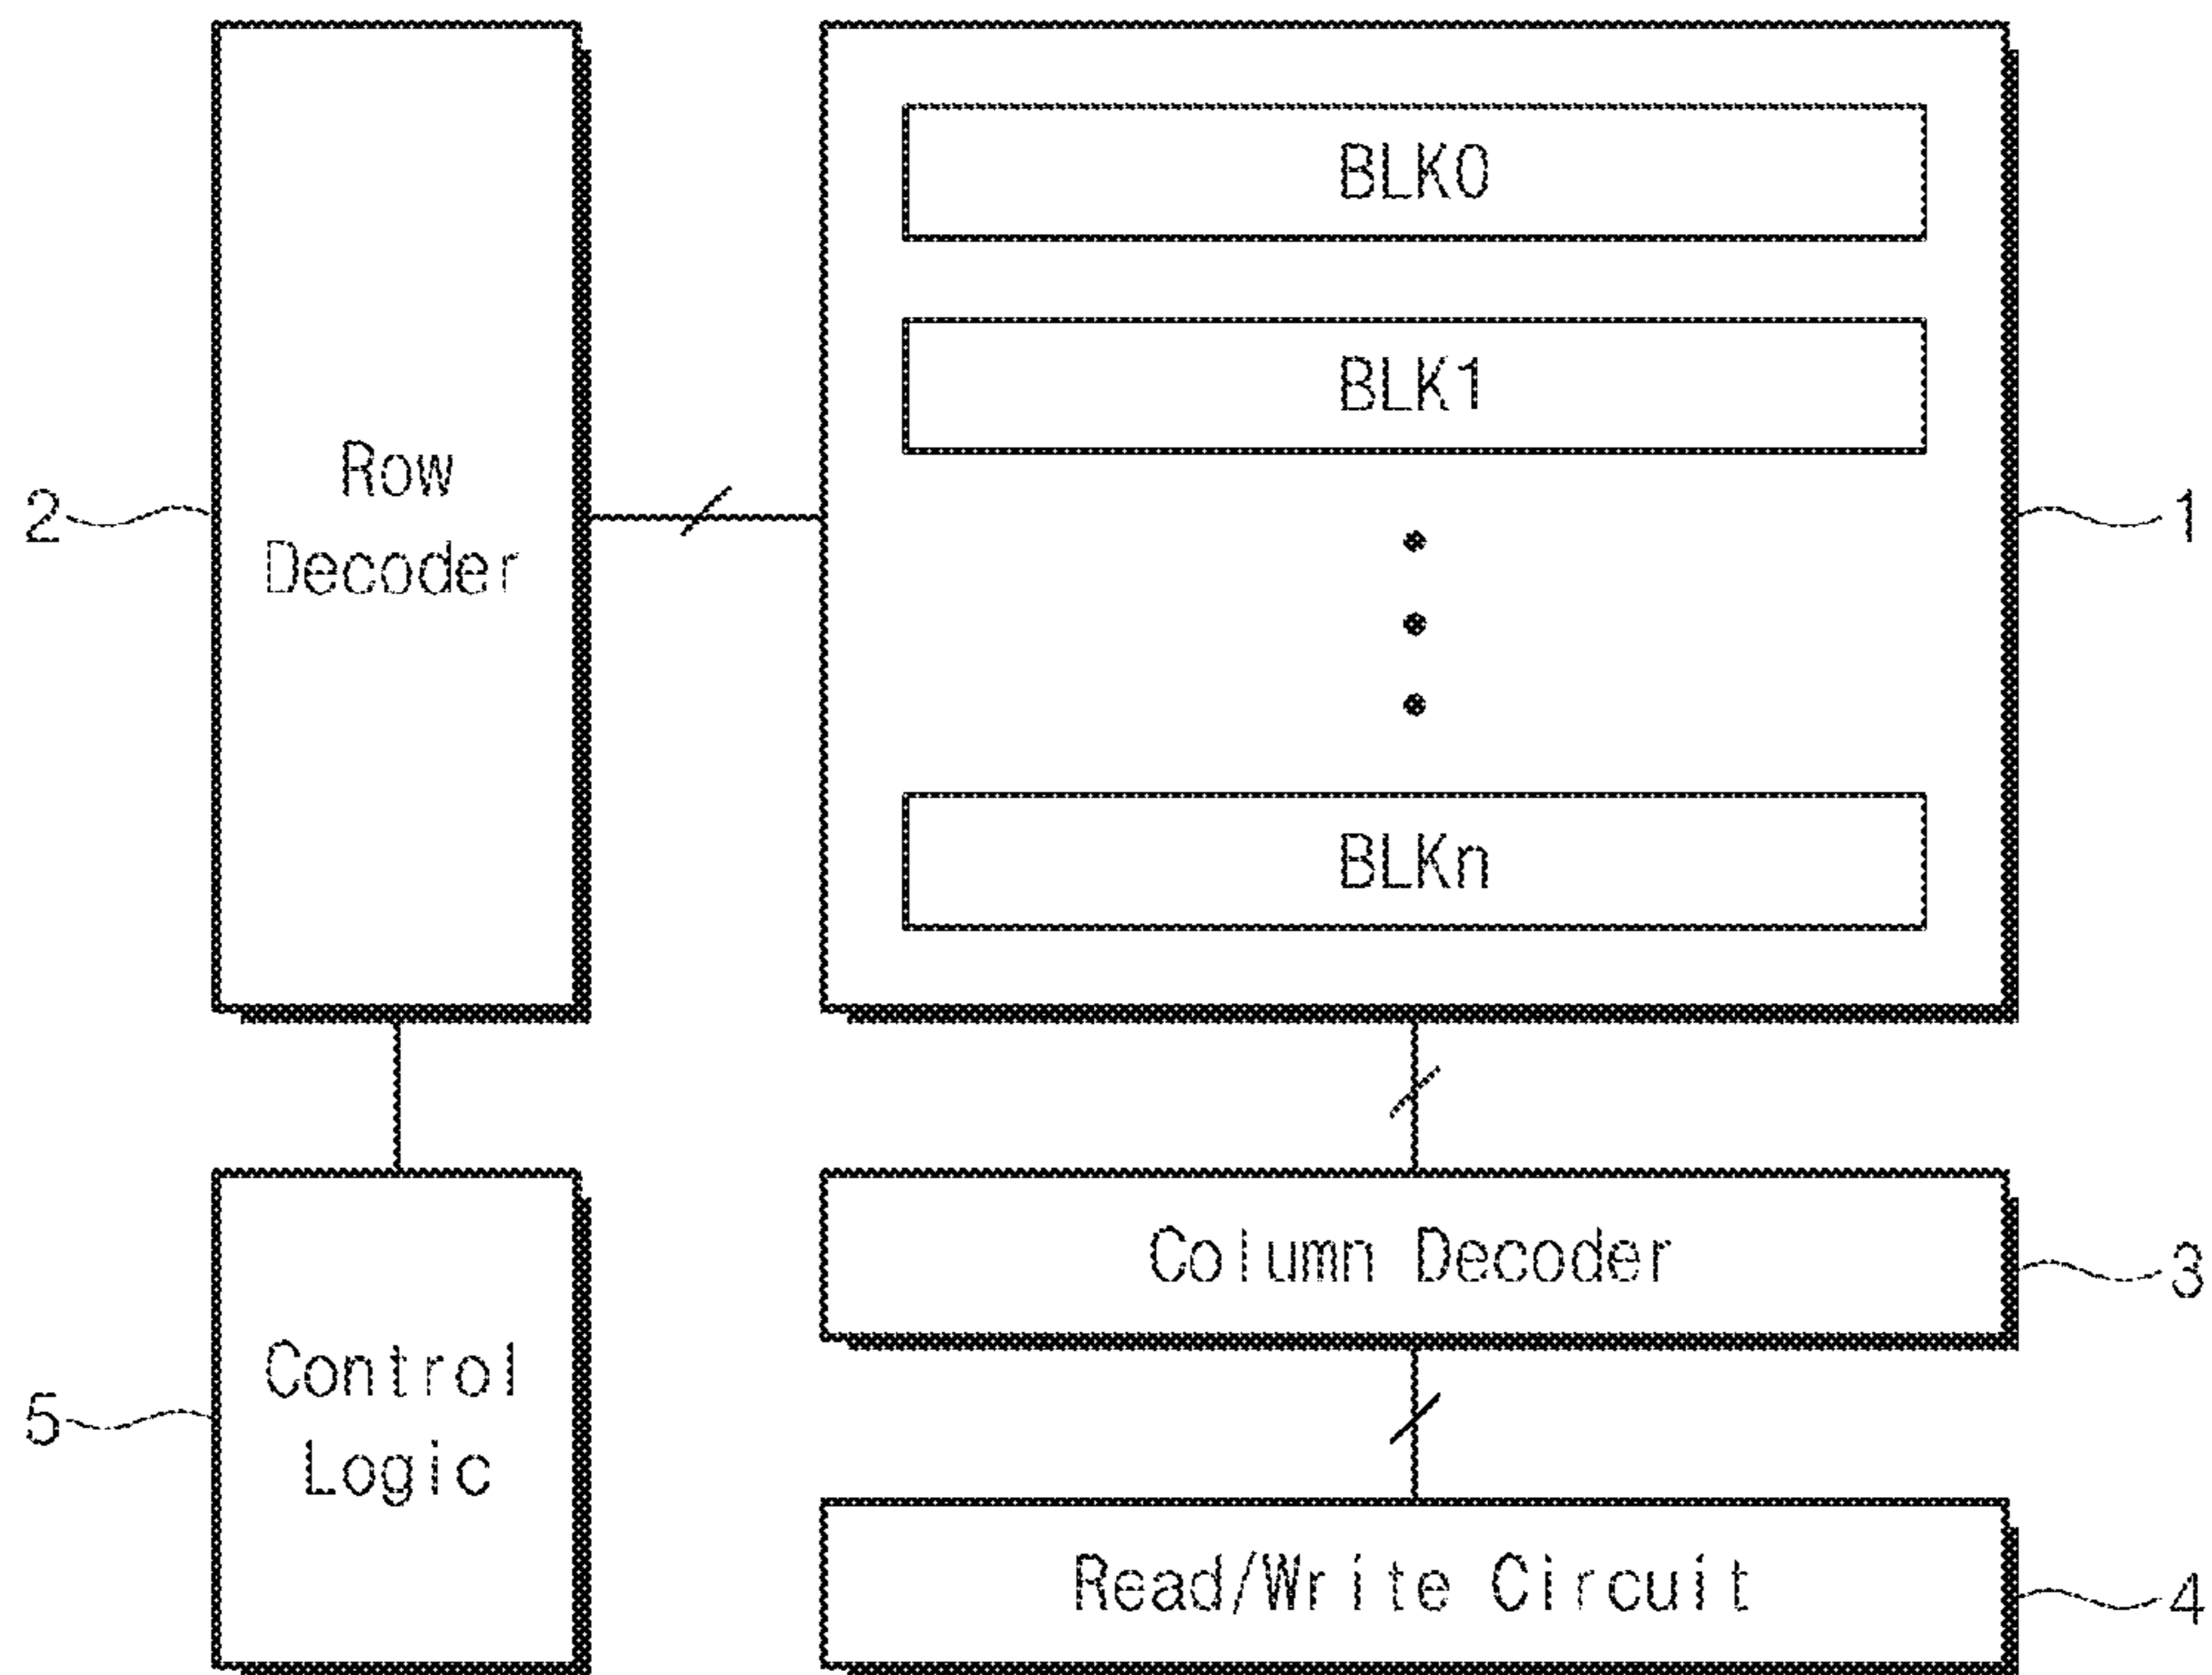 BLK0
BLK1
Row
Decoder
2
1
BLKn
Column Decoder
3
Control
Logic
5
Read/Write Circuit
4